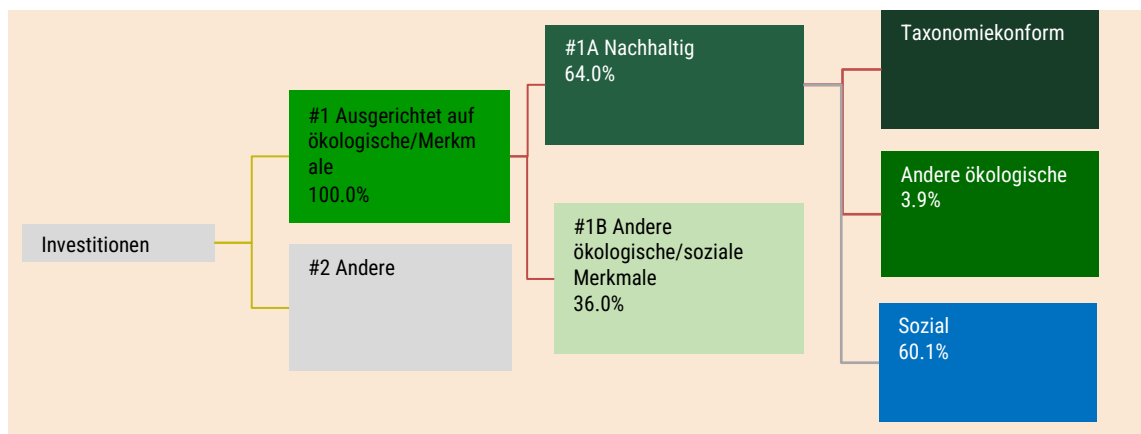 Investitionen
#1 Ausgerichtet auf
ökologische/Merkm
ale
100.0%
#2 Andere
#1A Nachhaltig
64.0%
#1B Andere
ökologische/soziale
Merkmale
36.0%
Taxonomiekonform
Andere ökologische
3.9%
Sozial
60.1%